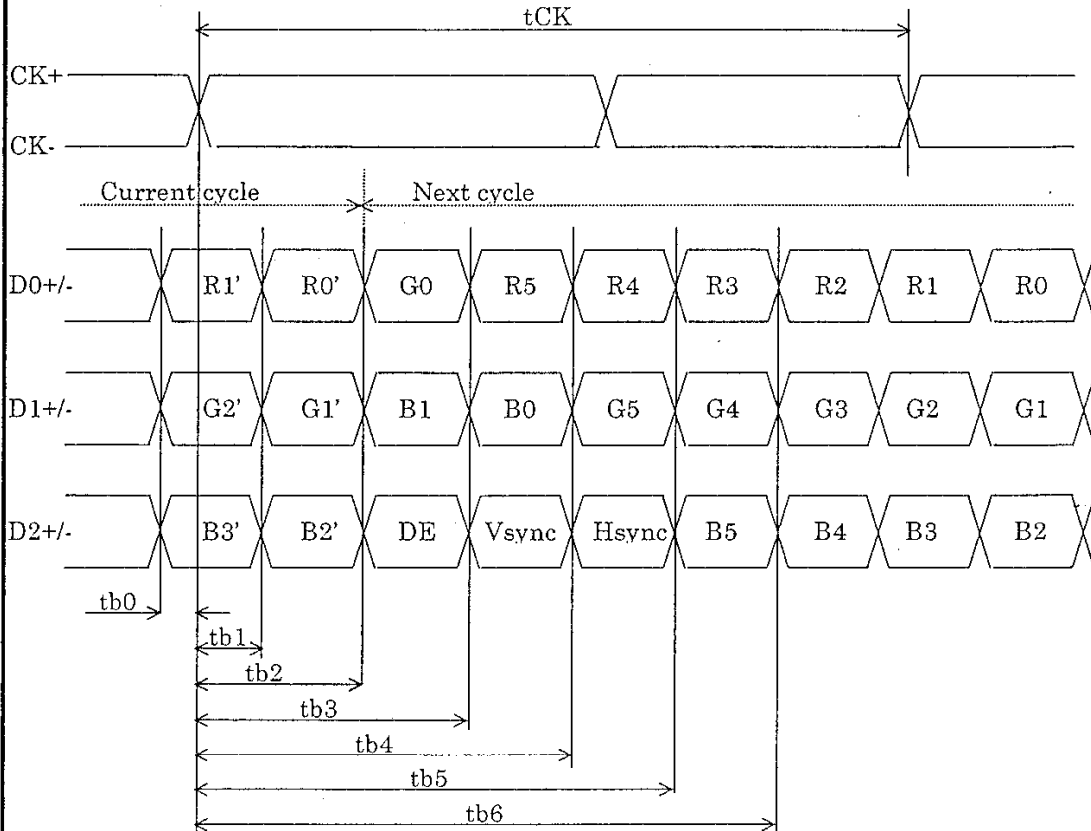 tCK
CK+
CK-
Current cycle Next cycle
D0+/- R1' R0' G0 R5 R4 R3 R2 R1 R0
D1+/- G2' G1' B1 B0 G5 G4 G3 G2 G1
D2+/- B3' B2' DE Vsync Hsync B5 B4 B3 B2
tb0
tb1
tb2
tb3
tb4
tb5
tb6